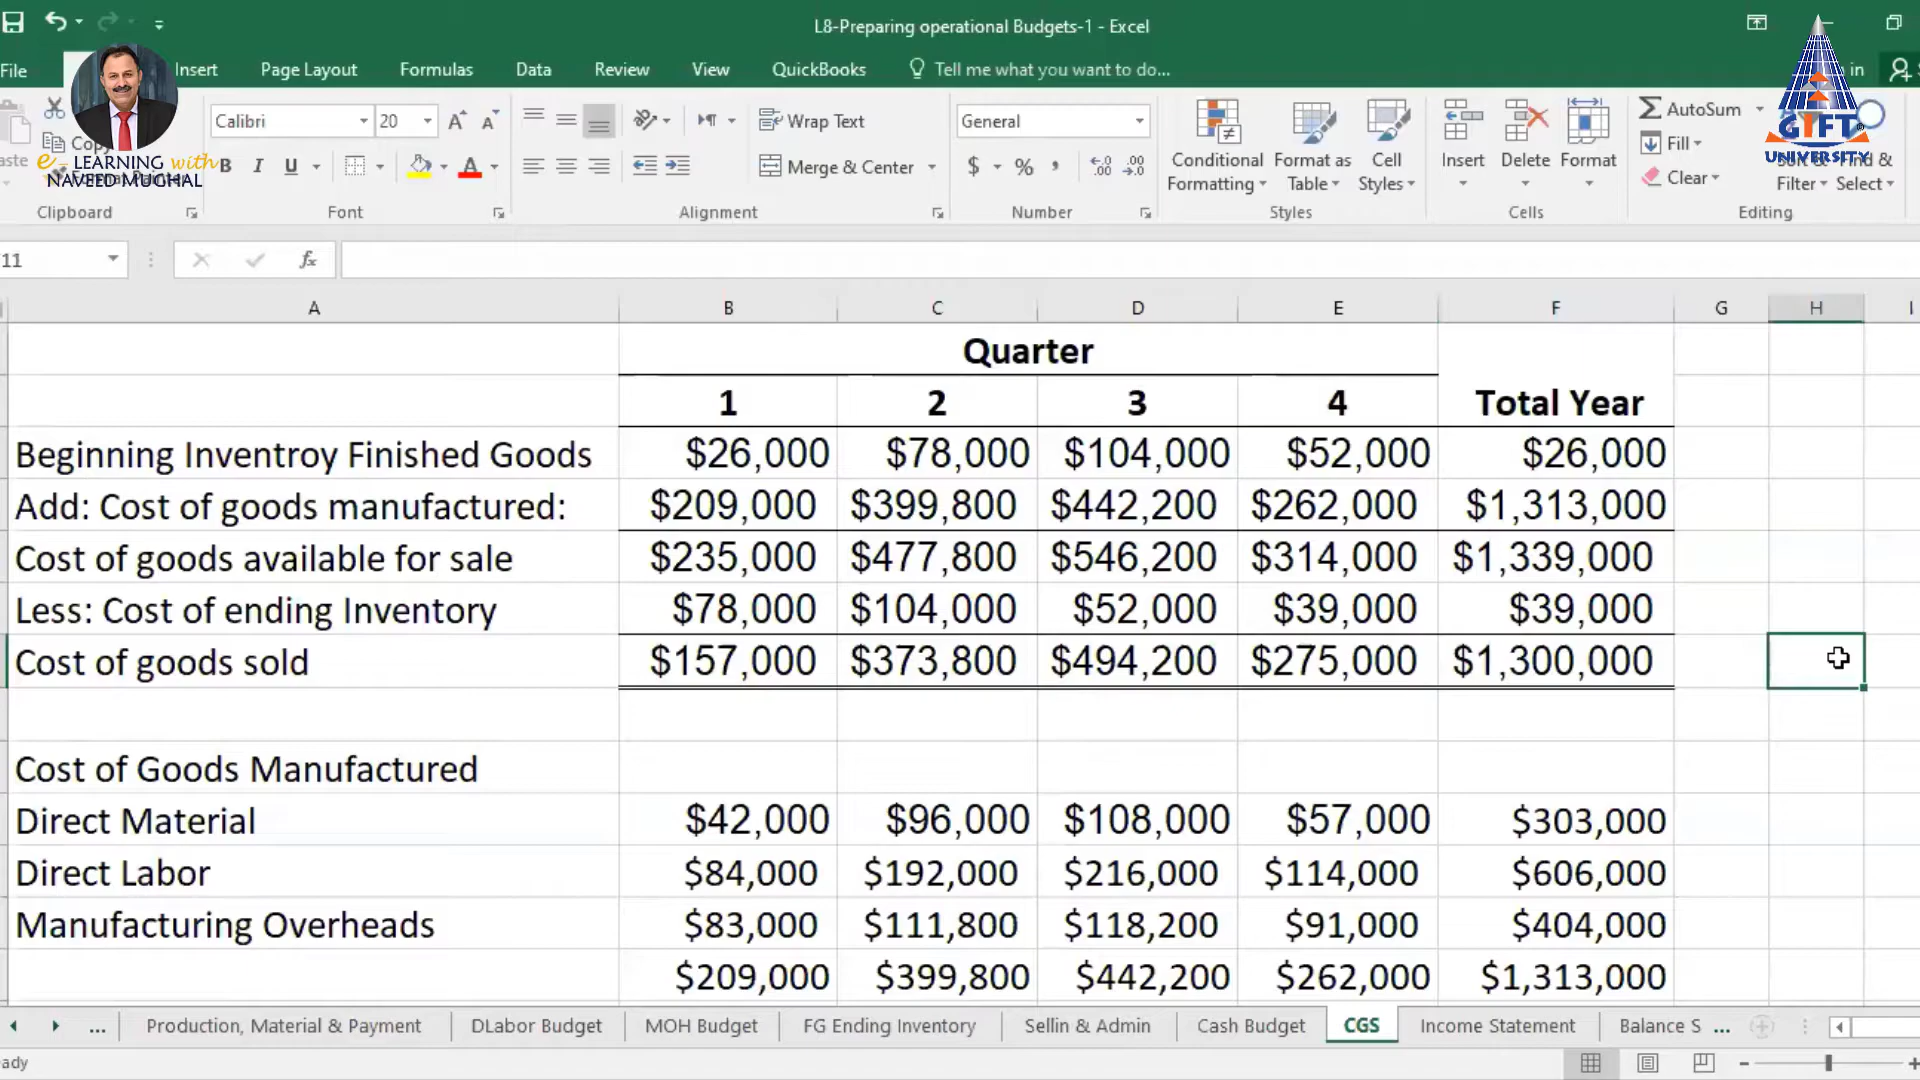 L8-Preparing operational Budgets-1 - Excel
File Insert Page Layout Formulas Data Review View QuickBooks Tell me what you want to do... in
Calibri 20 Wrap Text General AutoSum
Copy Fill
B I U Merge & Center $ % Conditional Formatting Format as Table Cell Styles Insert Delete Format Clear Filter Find & Select
Clipboard Font Alignment Number Styles Cells Editing
e-LEARNING with
NAVEED MUGHAL
GIFT
UNIVERSITY
11 fx
A B C D E F G H I
Quarter
1 2 3 4 Total Year
Beginning Inventroy Finished Goods $26,000 $78,000 $104,000 $52,000 $26,000
Add: Cost of goods manufactured: $209,000 $399,800 $442,200 $262,000 $1,313,000
Cost of goods available for sale $235,000 $477,800 $546,200 $314,000 $1,339,000
Less: Cost of ending Inventory $78,000 $104,000 $52,000 $39,000 $39,000
Cost of goods sold $157,000 $373,800 $494,200 $275,000 $1,300,000
Cost of Goods Manufactured
Direct Material $42,000 $96,000 $108,000 $57,000 $303,000
Direct Labor $84,000 $192,000 $216,000 $114,000 $606,000
Manufacturing Overheads $83,000 $111,800 $118,200 $91,000 $404,000
$209,000 $399,800 $442,200 $262,000 $1,313,000
... Production, Material & Payment DLabor Budget MOH Budget FG Ending Inventory Sellin & Admin Cash Budget CGS Income Statement Balance S ...
ady